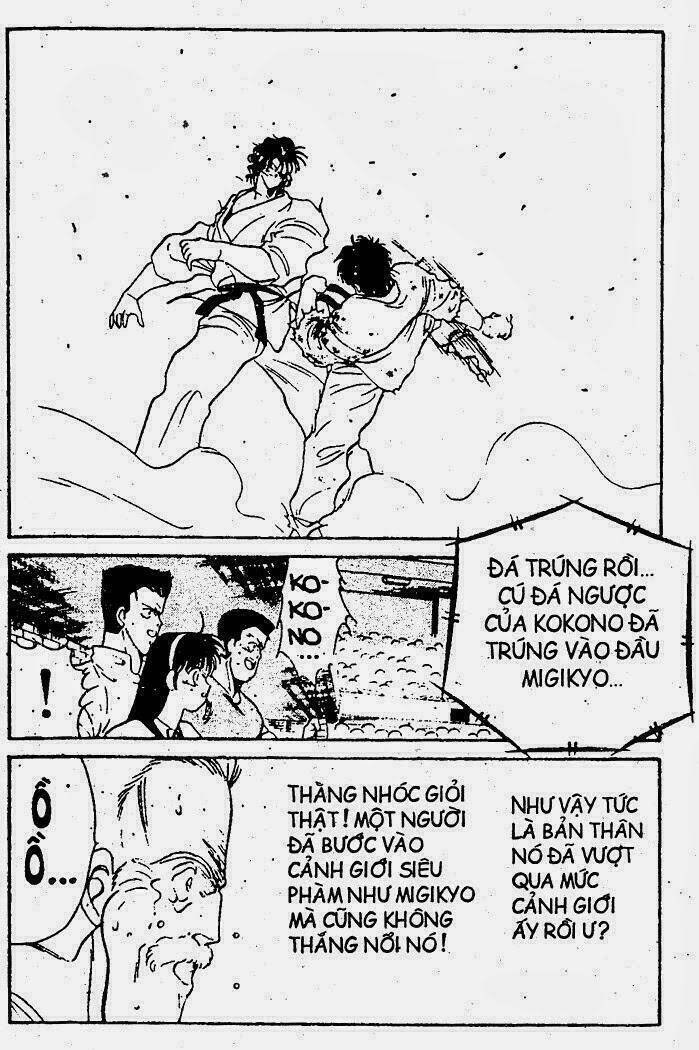 ĐÁ TRÚNG RỒI...
CÚ ĐÁ NGƯỢC
CỦA KOKONO ĐÃ
TRÚNG VÀO ĐẦU
MIGIKYO...
KO-
KO-
NO...
!
NHƯ VẬY TỨC
LÀ BẢN THÂN
NÓ ĐÃ VƯỢT
QUA MỨC
CẢNH GIỚI
ẤY RỒI Ư?
THẰNG NHÓC GIỎI
THẬT! MỘT NGƯỜI
ĐÃ BƯỚC VÀO
CẢNH GIỚI SIÊU
PHÀM NHƯ MIGIKYO
MÀ CŨNG KHÔNG
THẮNG NỔI NÓ!
Ồ
Ồ...